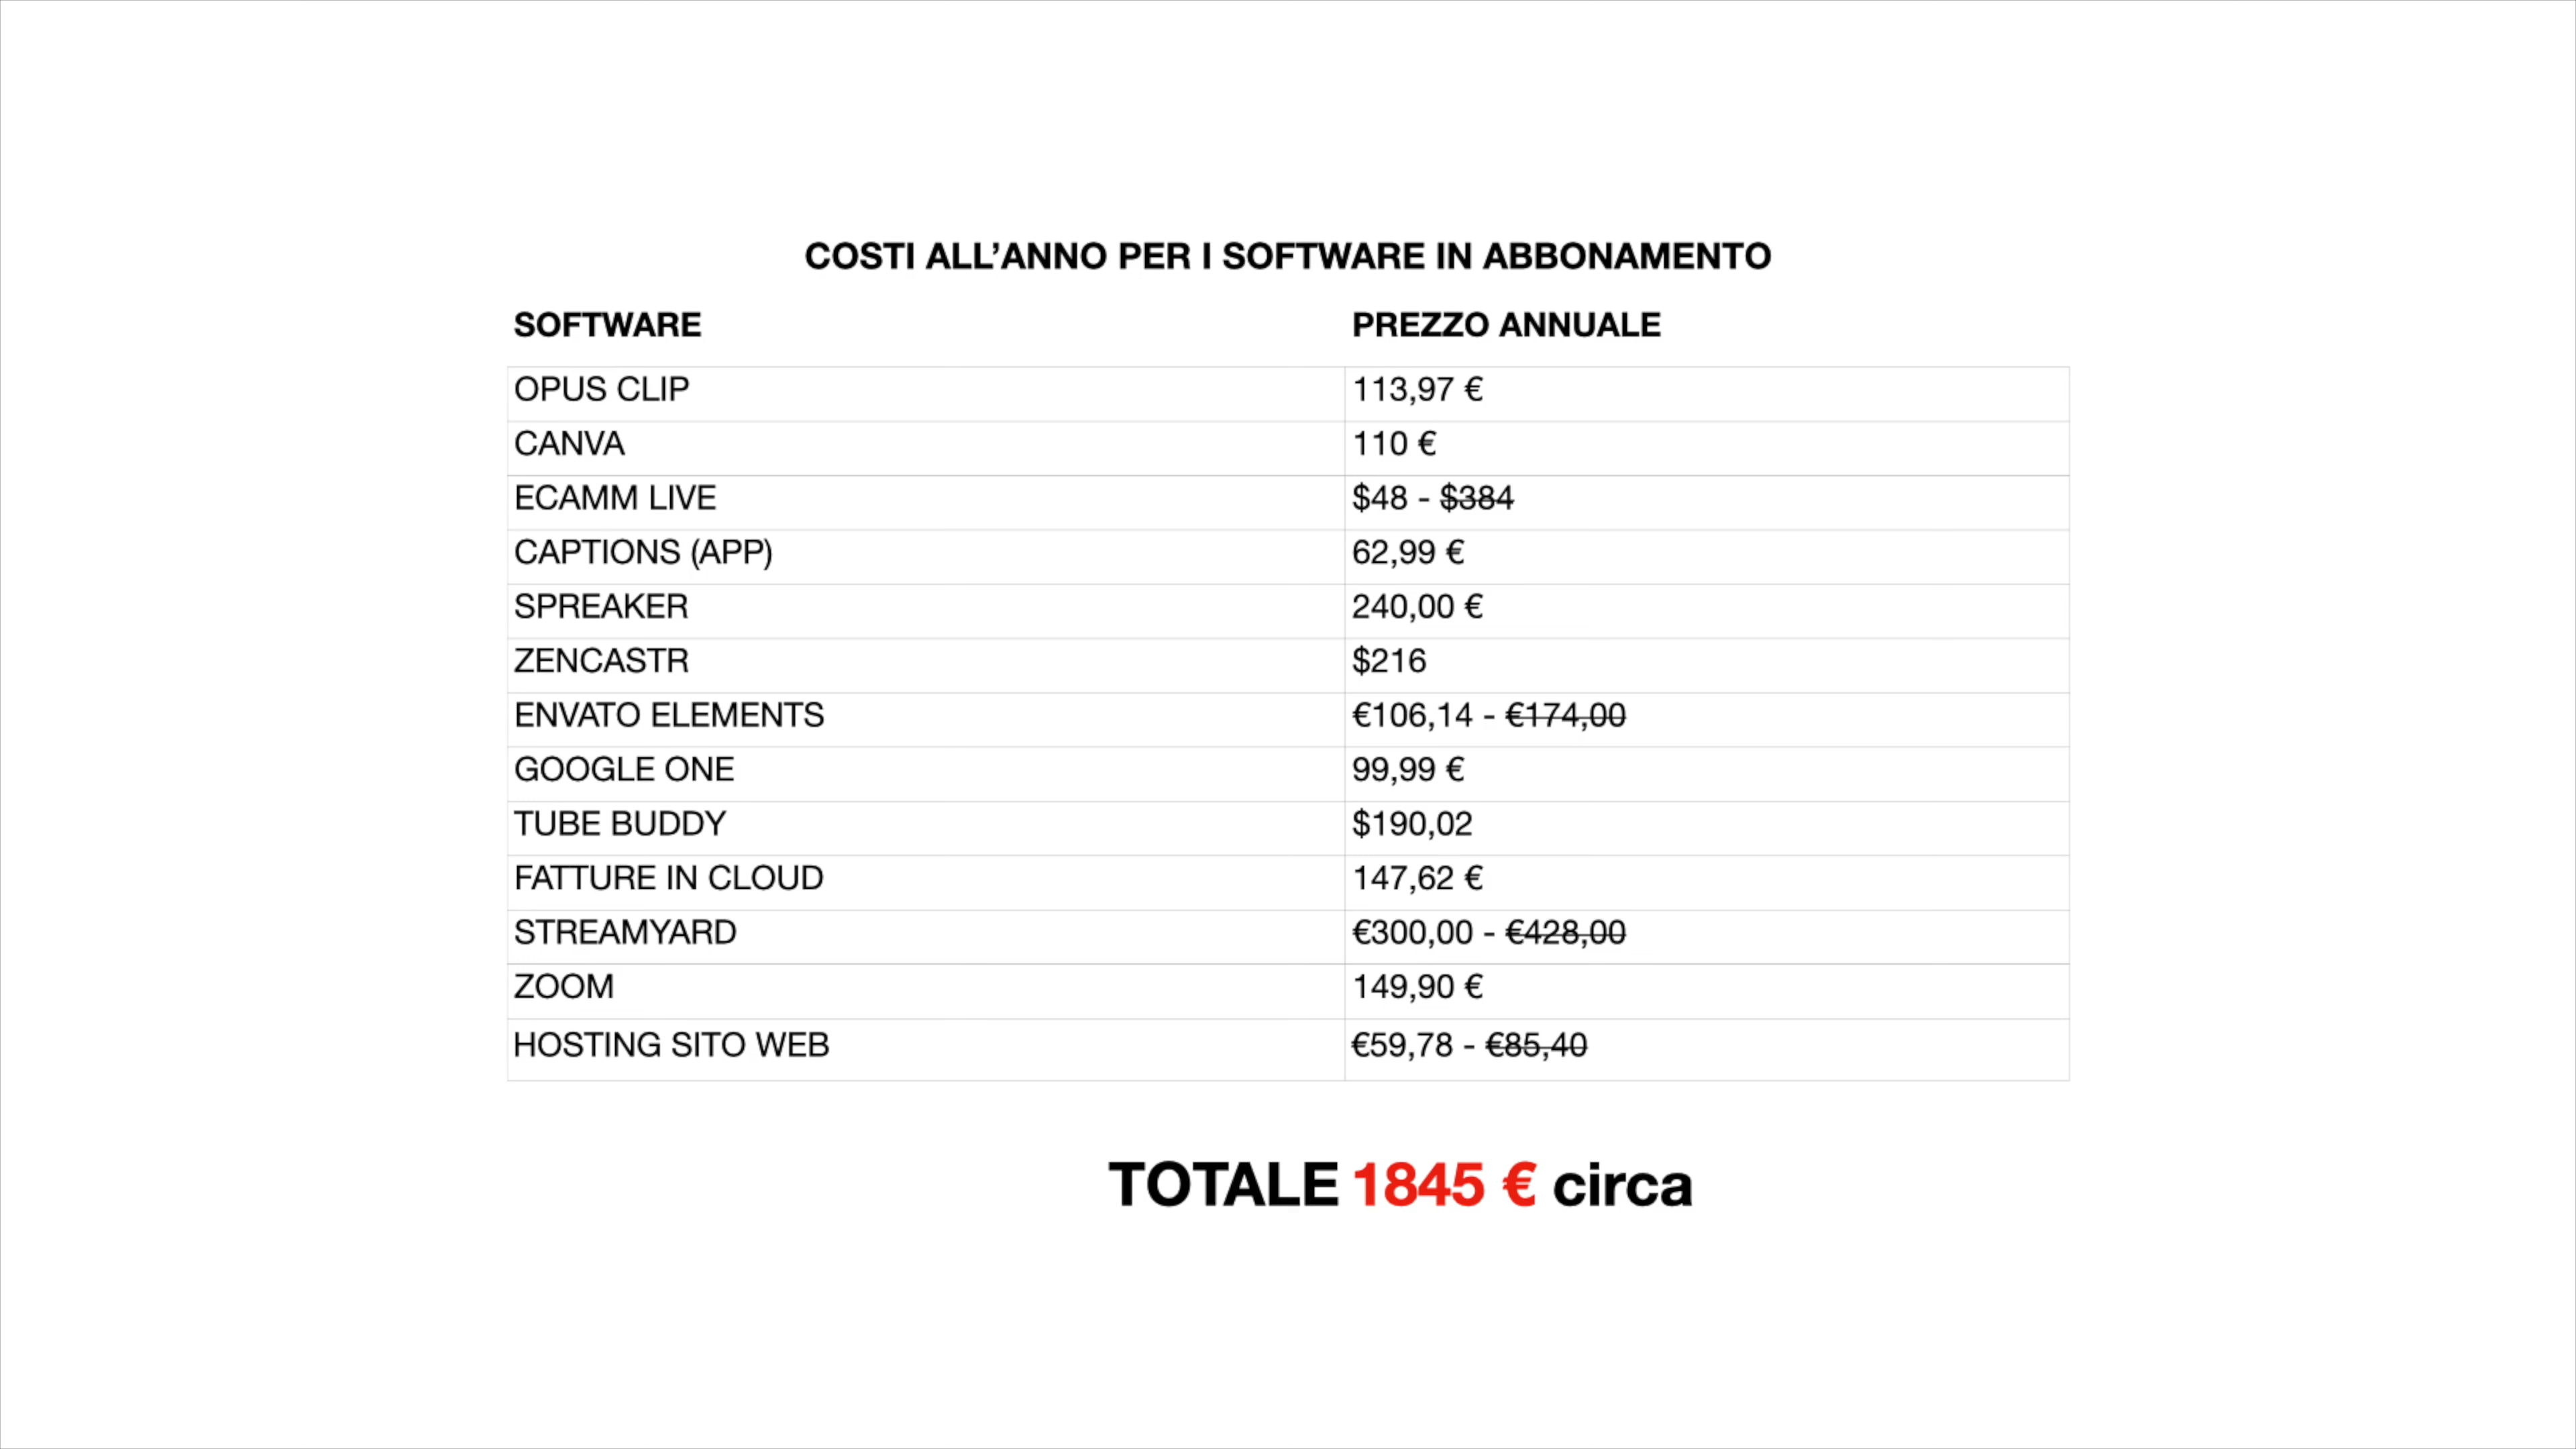 COSTI ALL’ANNO PER I SOFTWARE IN ABBONAMENTO
SOFTWARE PREZZO ANNUALE
OPUS CLIP 113,97 €
CANVA 110 €
ECAMM LIVE $48 - $384
CAPTIONS (APP) 62,99 €
SPREAKER 240,00 €
ZENCASTR $216
ENVATO ELEMENTS €106,14 - €174,00
GOOGLE ONE 99,99 €
TUBE BUDDY $190,02
FATTURE IN CLOUD 147,62 €
STREAMYARD €300,00 - €428,00
ZOOM 149,90 €
HOSTING SITO WEB €59,78 - €85,40
TOTALE 1845 € circa